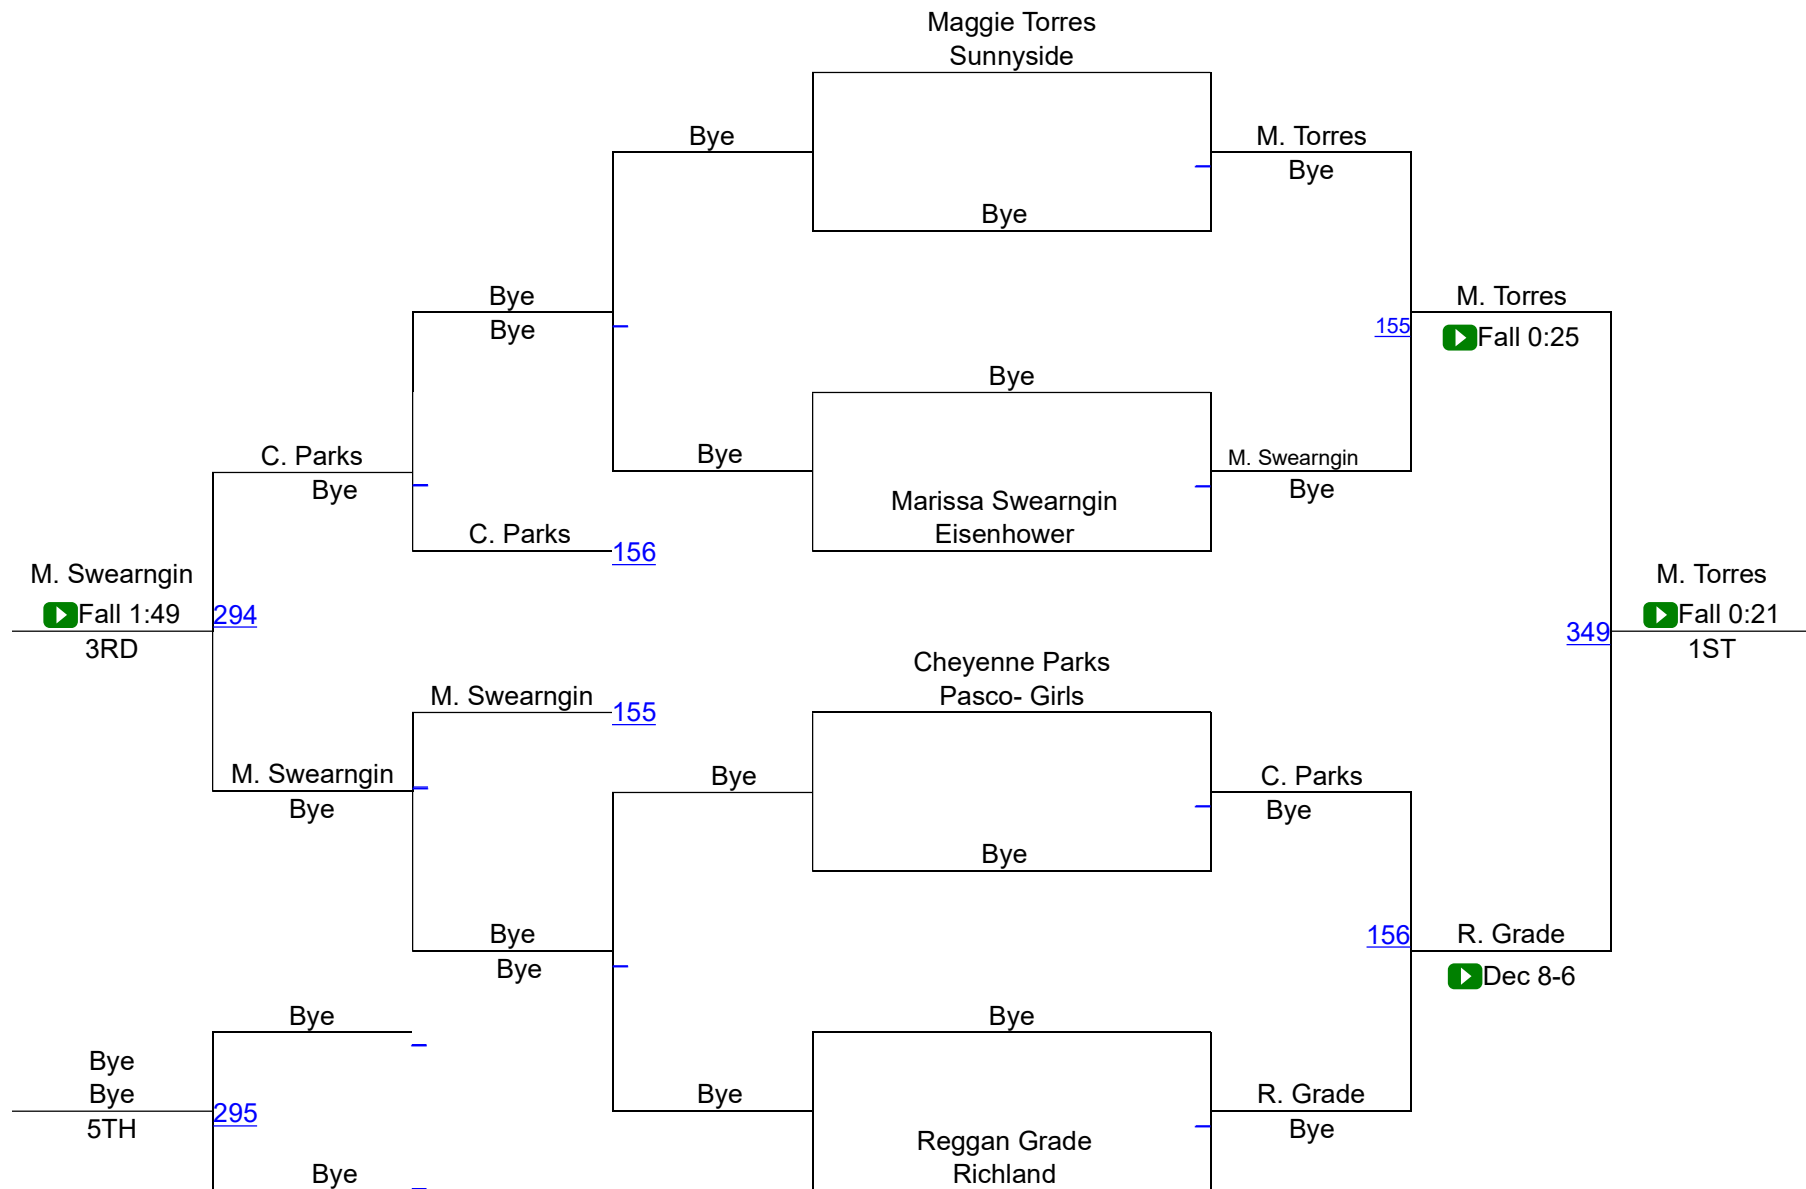 Maggie Torres
Sunnyside
Bye
M. Torres
Bye
Bye
Bye
Bye
M. Torres
155
Fall 0:25
Bye
C. Parks
Bye
Bye
M. Swearngin
Bye
Marissa Swearngin
Eisenhower
C. Parks
156
M. Swearngin
Fall 1:49
294
3RD
M. Torres
Fall 0:21
349
1ST
Cheyenne Parks
Pasco- Girls
M. Swearngin
155
M. Swearngin
Bye
Bye
C. Parks
Bye
Bye
Bye
Bye
156
R. Grade
Dec 8-6
Bye
Bye
Bye
Bye
295
5TH
Bye
R. Grade
Bye
Reggan Grade
Richland
Bye